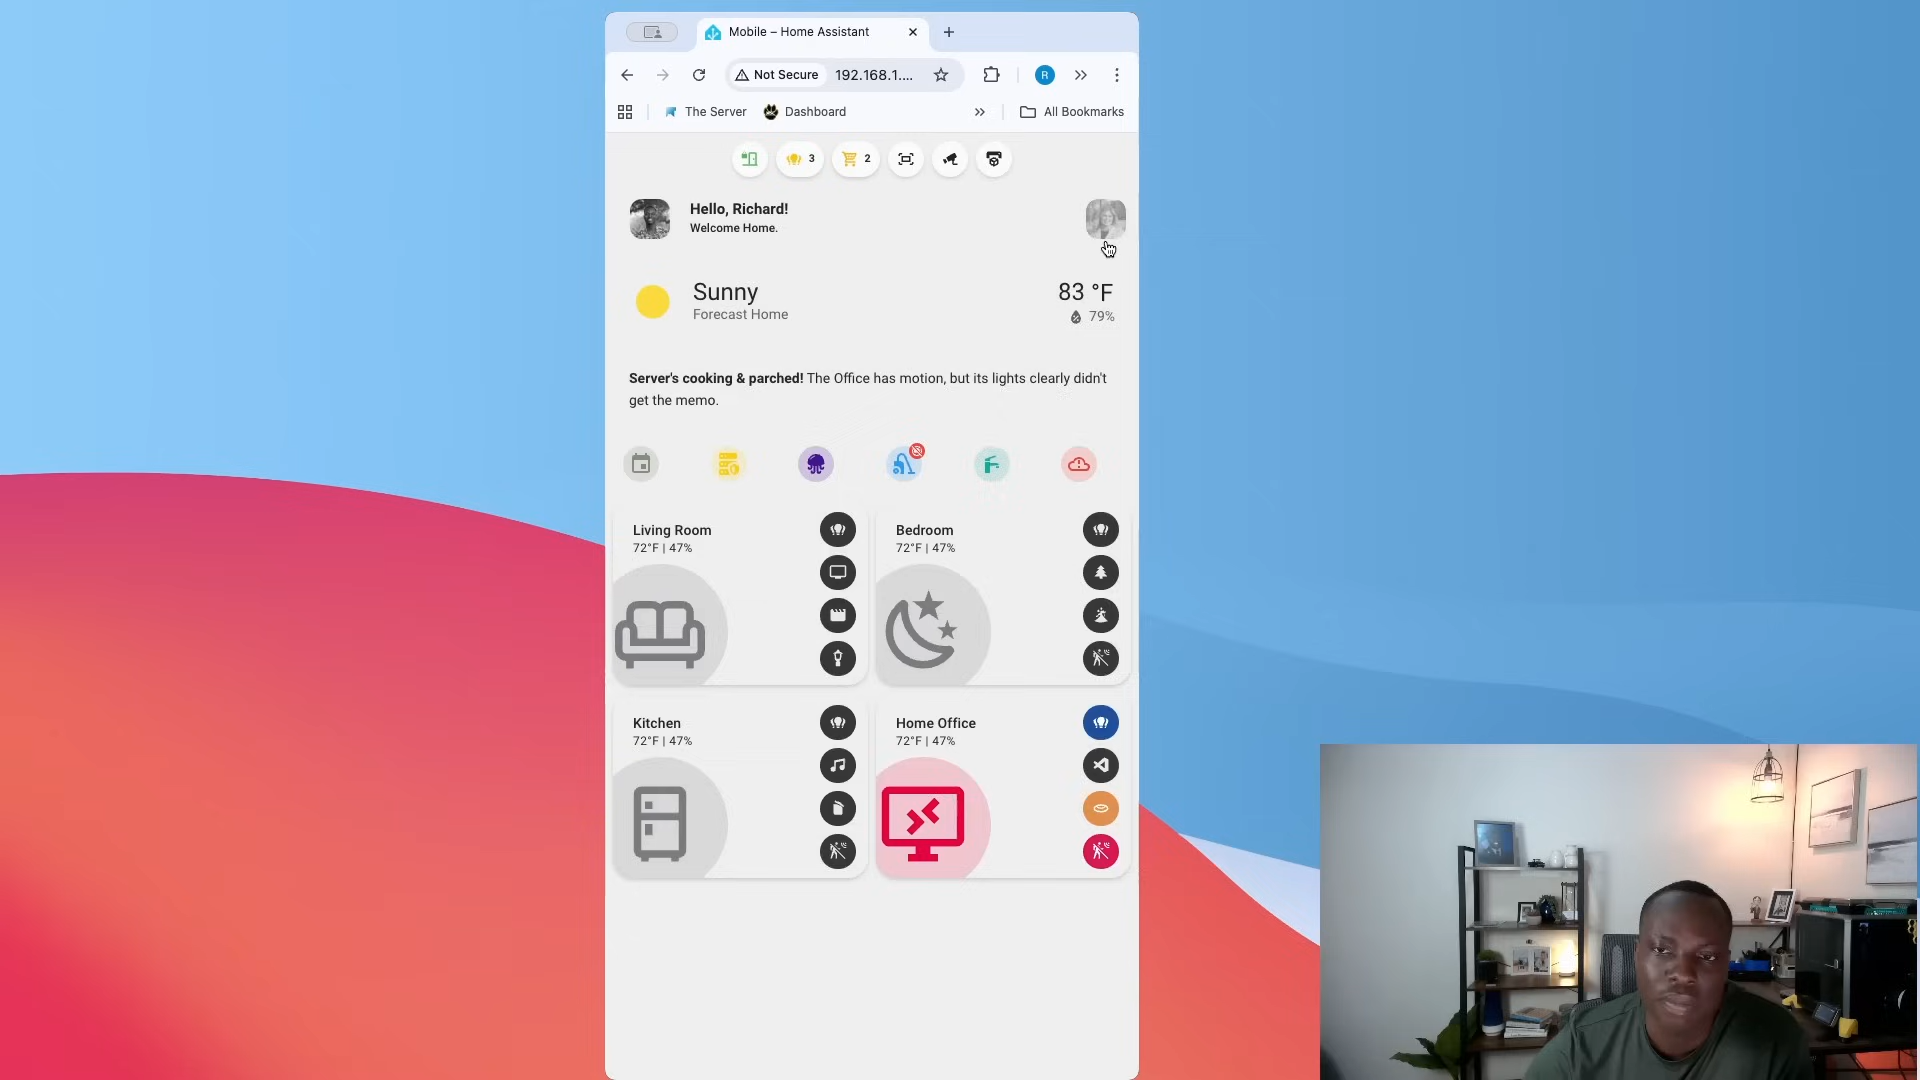 Mobile – Home Assistant
Not Secure
192.168.1....
R
The Server
Dashboard
All Bookmarks
3
2
Hello, Richard!
Welcome Home.
Sunny
Forecast Home
83 °F
79%
Server's cooking & parched! The Office has motion, but its lights clearly didn't
get the memo.
Living Room
72°F | 47%
Bedroom
72°F | 47%
Kitchen
72°F | 47%
Home Office
72°F | 47%